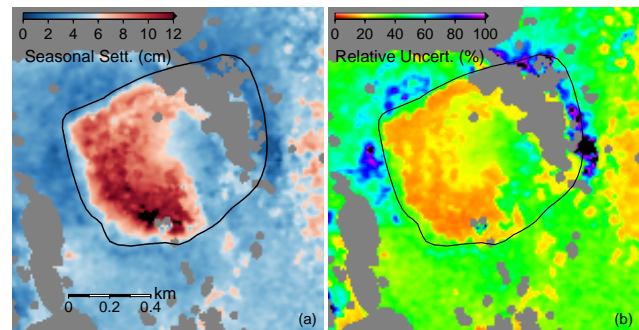 0 2 4 6 8 10 12
Seasonal Sett. (cm)
km
0 0.2 0.4
(a)
0 20 40 60 80 100
Relative Uncert. (%)
(b)